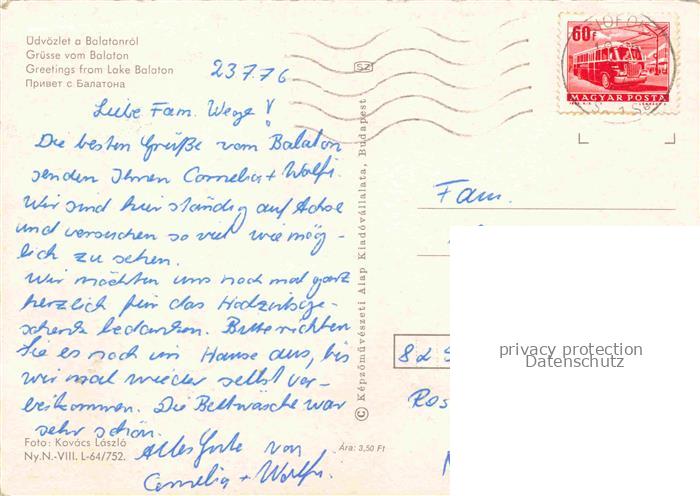 Üdvözlet a Balatonról
Grüsse vom Balaton
Greetings from Lake Balaton
Привет с Балатона
23.7.76
SZ
60f
MAGYAR POSTA
Liebe Fam. Wege!
Die besten Grüße vom Balaton
senden Ihnen Cornelia + Wolfi.
Wir sind hier ständig auf Achse
und versuchen so viel wie mög-
lich zu sehen.
Wir möchten uns noch mal ganz
herzlich für das Hochzeitsge-
schenk bedanken. Bitte richten
Sie es noch im Hause aus, bis
wir mal wieder selbst vor-
beikommen. Die Bettwäsche war
sehr schön.
Alles Gute von
Cornelia + Wolfi.
Foto: Kovács László
Ny.N.-VIII. L-64/752.
Ára: 3,50 Ft
© Képzőművészeti Alap Kiadóvállalata, Budapest
Fam.
82
Ros
privacy protection
Datenschutz